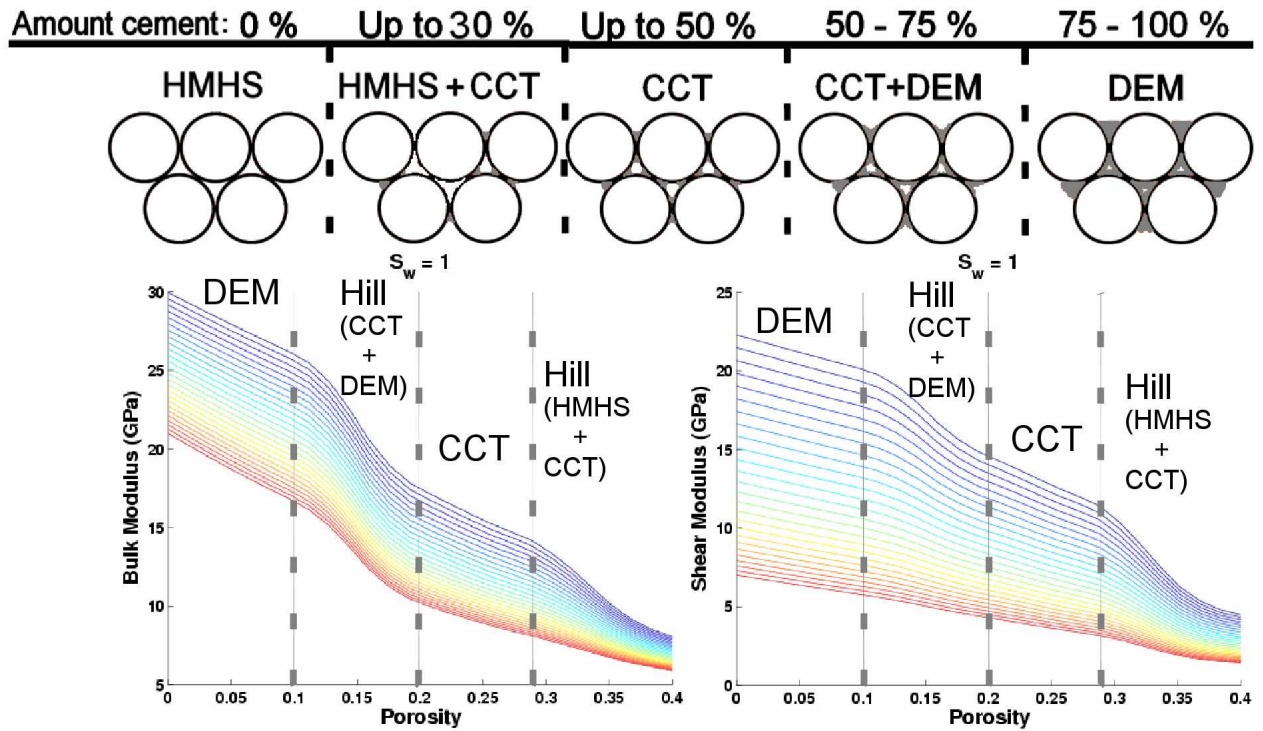 Amount cement: 0 % Up to 30 % Up to 50 % 50 - 75 % 75 - 100 %
HMHS HMHS + CCT CCT CCT+DEM DEM
S_w = 1
S_w = 1
30
25
20
15
10
5
Bulk Modulus (GPa)
DEM
Hill
(CCT
+
DEM)
CCT
Hill
(HMHS
+
CCT)
0 0.05 0.1 0.15 0.2 0.25 0.3 0.35 0.4
Porosity
25
20
15
10
5
0
Shear Modulus (GPa)
DEM
Hill
(CCT
+
DEM)
CCT
Hill
(HMHS
+
CCT)
0 0.05 0.1 0.15 0.2 0.25 0.3 0.35 0.4
Porosity